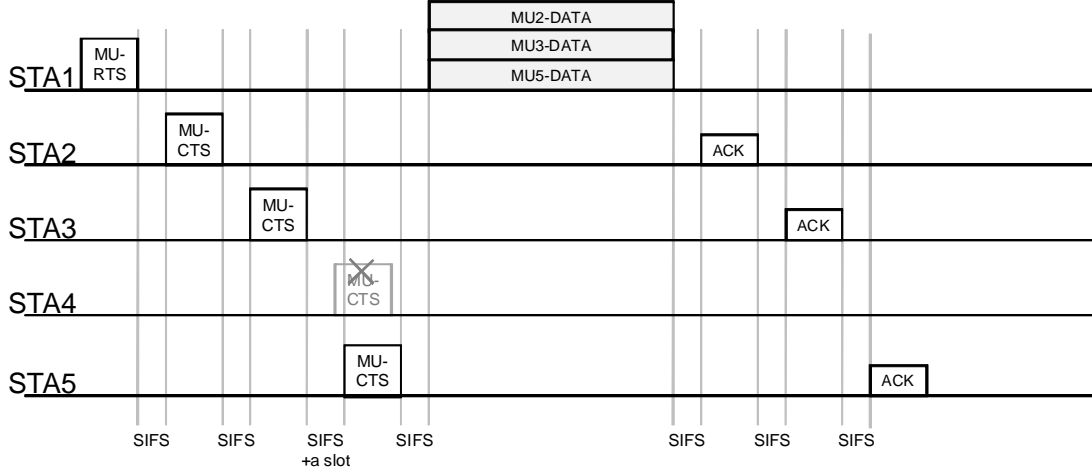 MU2-DATA
MU3-DATA
MU5-DATA
STA1
MU-
RTS
STA2
MU-
CTS
ACK
STA3
MU-
CTS
ACK
STA4
MU-
CTS
STA5
MU-
CTS
ACK
SIFS
SIFS
SIFS
+a slot
SIFS
SIFS
SIFS
SIFS